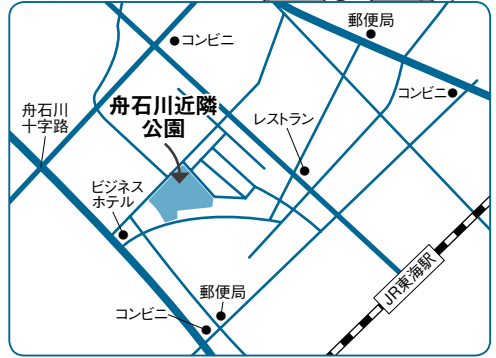 郵便局
コンビニ
コンビニ
舟石川近隣
公園
舟石川
十字路
レストラン
ビジネス
ホテル
JR東海駅
郵便局
コンビニ